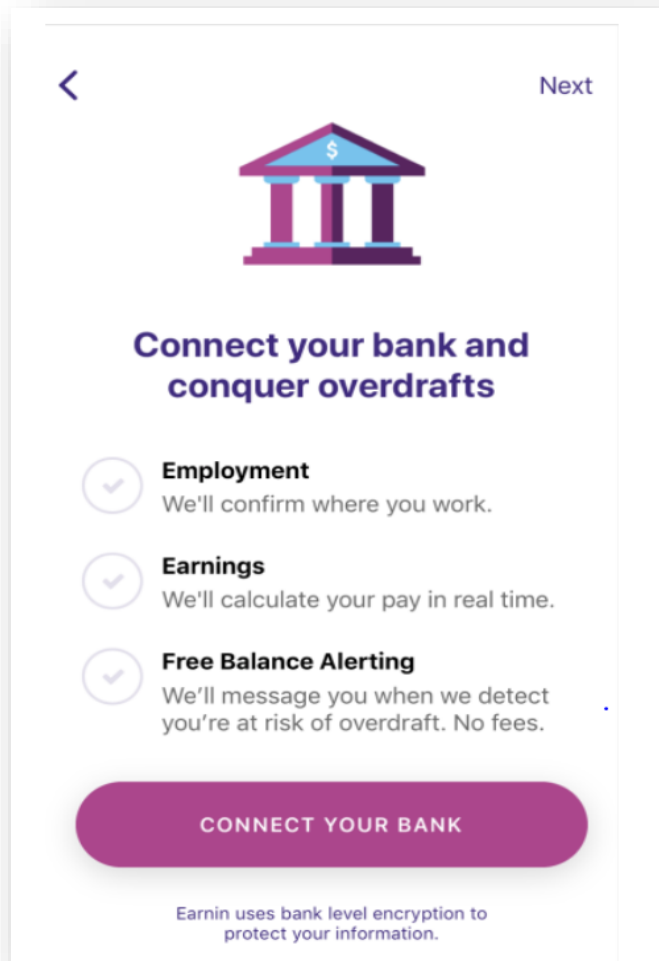 Next
$
Connect your bank and
conquer overdrafts
Employment
We'll confirm where you work.
Earnings
We'll calculate your pay in real time.
Free Balance Alerting
We’ll message you when we detect
you’re at risk of overdraft. No fees.
CONNECT YOUR BANK
Earnin uses bank level encryption to
protect your information.